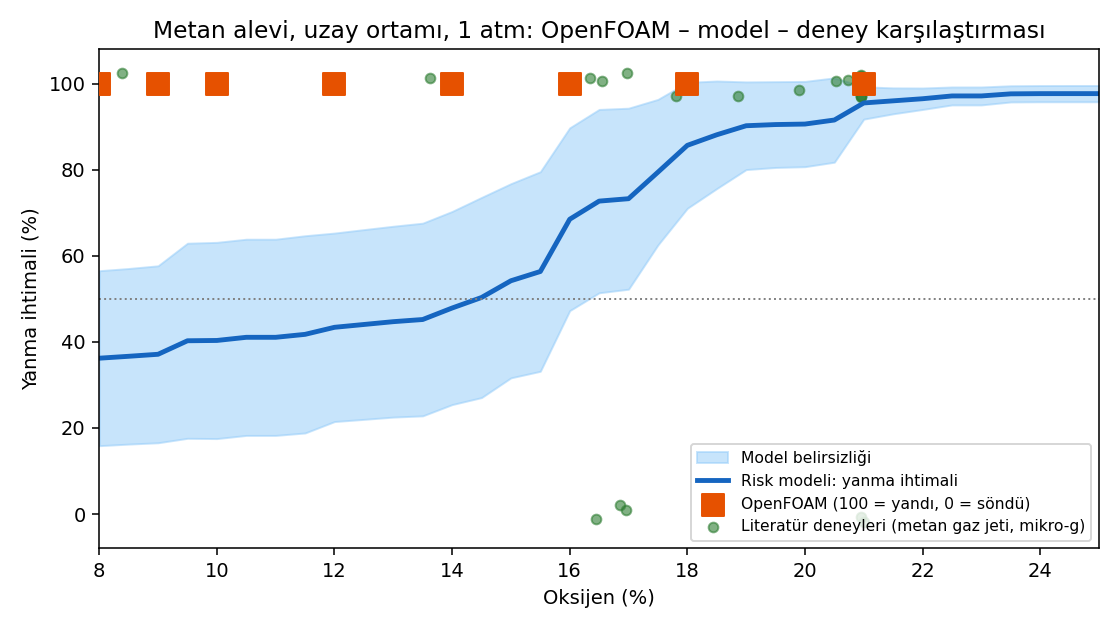 Metan alevi, uzay ortamı, 1 atm: OpenFOAM – model – deney karşılaştırması
Yanma ihtimali (%)
100
80
60
40
20
0
Model belirsizliği
Risk modeli: yanma ihtimali
OpenFOAM (100 = yandı, 0 = söndü)
Literatür deneyleri (metan gaz jeti, mikro-g)
8 10 12 14 16 18 20 22 24
Oksijen (%)